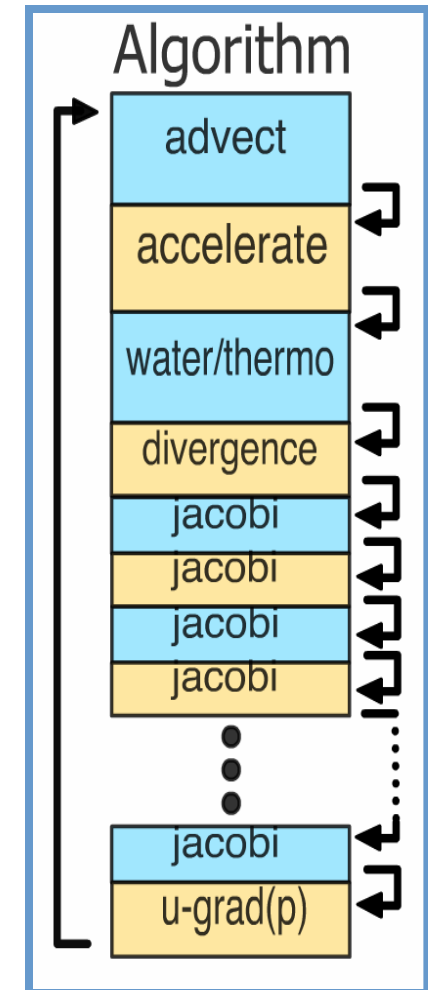 Algorithm
advect
accelerate
water/thermo
divergence
jacobi
jacobi
jacobi
jacobi
jacobi
u-grad(p)